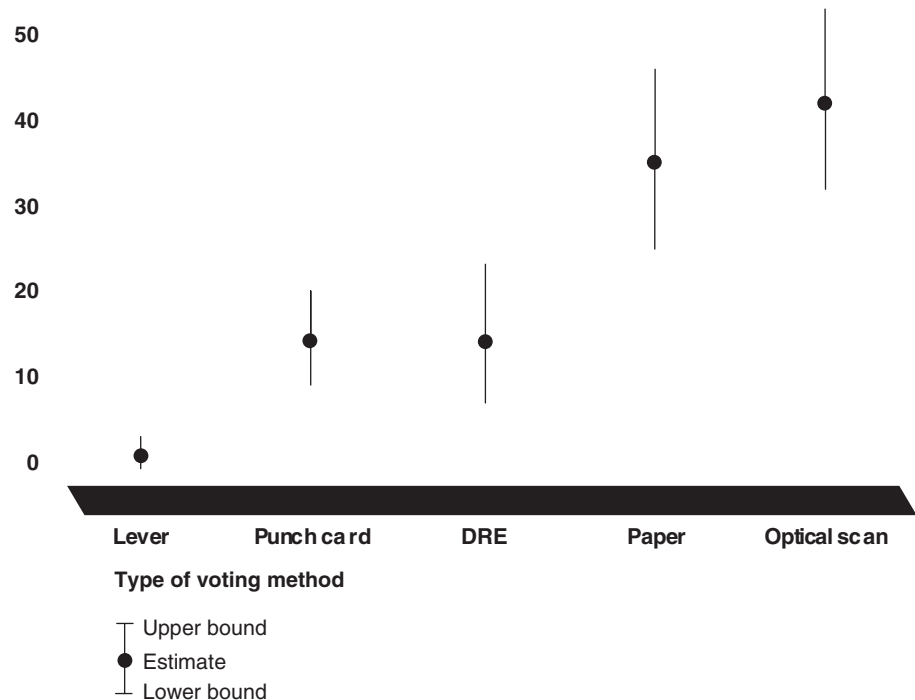 50
40
30
20
10
0
Lever Punch card DRE Paper Optical scan
Type of voting method
Upper bound
Estimate
Lower bound